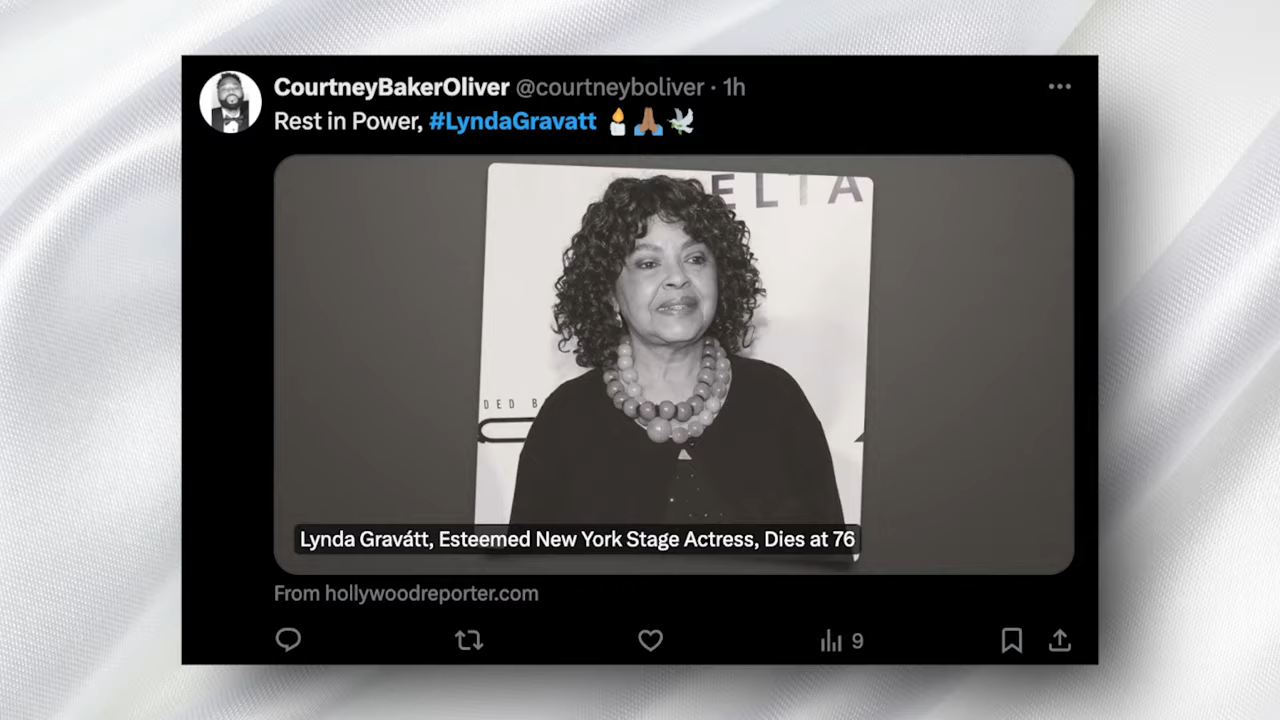 CourtneyBakerOliver @courtneyboliver · 1h
Rest in Power, #LyndaGravatt 🕯️🙏🏽🕊️
ELTA
DED B
Lynda Gravátt, Esteemed New York Stage Actress, Dies at 76
From hollywoodreporter.com
9